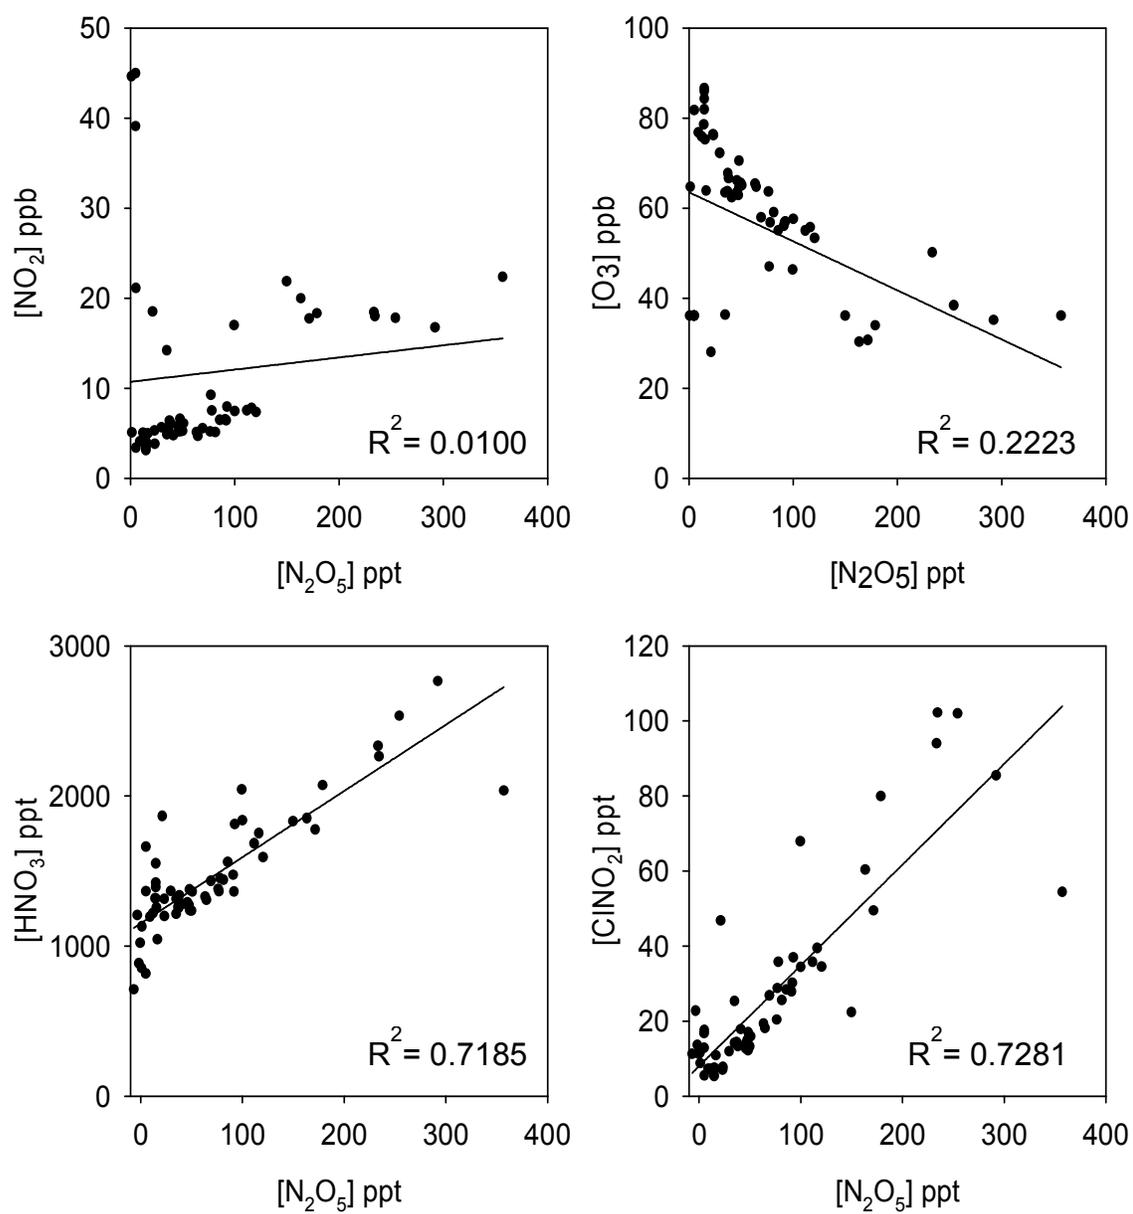 [NO2] ppb
50
40
30
20
10
0
R2= 0.0100
0 100 200 300 400
[N2O5] ppt
[O3] ppb
100
80
60
40
20
0
R2= 0.2223
0 100 200 300 400
[N2O5] ppt
[HNO3] ppt
3000
2000
1000
0
R2= 0.7185
0 100 200 300 400
[N2O5] ppt
[ClNO2] ppt
120
100
80
60
40
20
0
R2= 0.7281
0 100 200 300 400
[N2O5] ppt